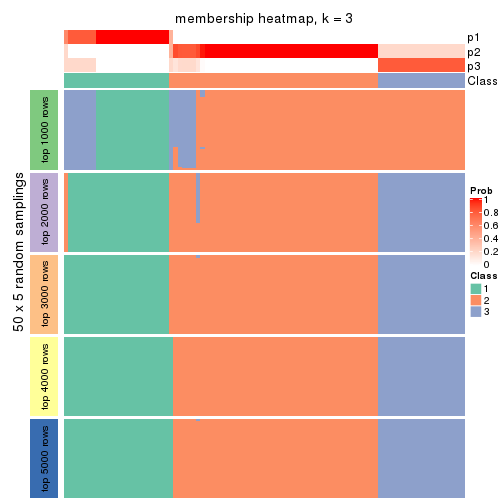 membership heatmap, k = 3
p1
p2
p3
Class
50 x 5 random samplings
top 1000 rows
top 2000 rows
top 3000 rows
top 4000 rows
top 5000 rows
Prob
1
0.8
0.6
0.4
0.2
0
Class
1
2
3